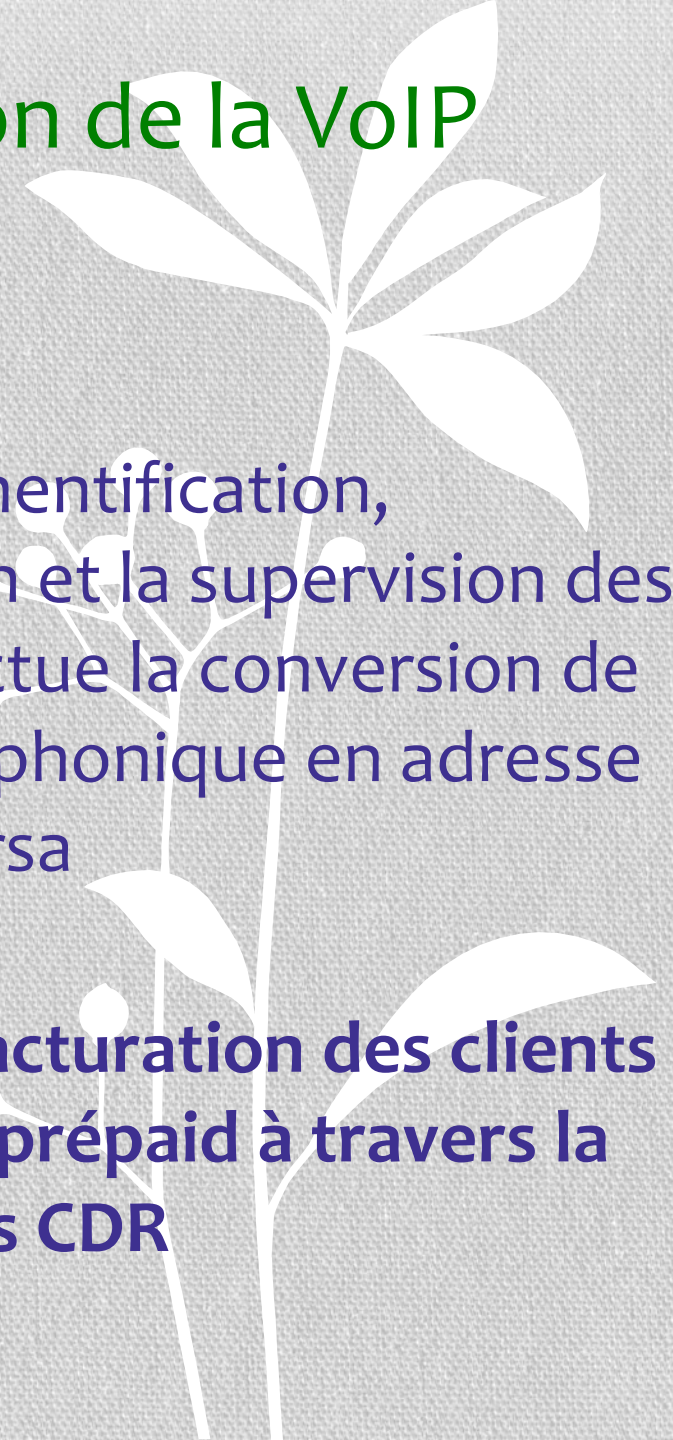 on de la VoIP
hentification,
n et la supervision des
ctue la conversion de
phonique en adresse
rsa
acturation des clients
prépaid à travers la
s CDR